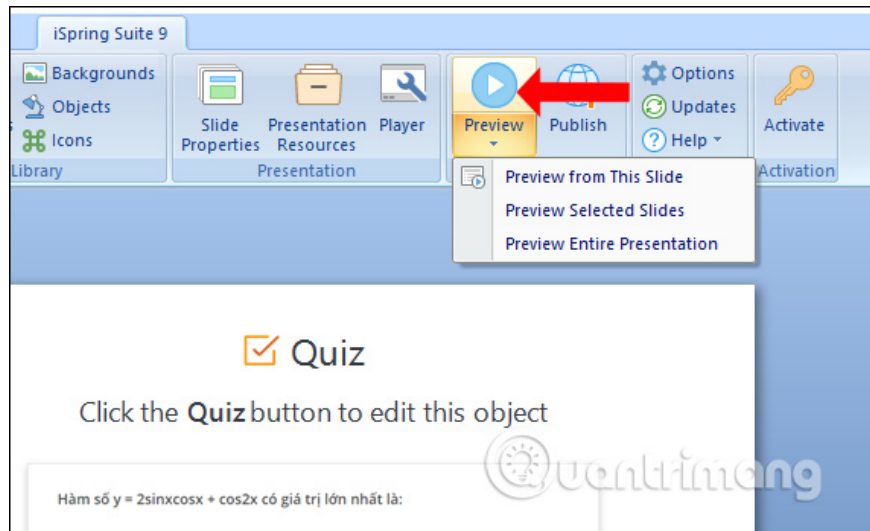 iSpring Suite 9
Backgrounds
Objects
Icons
Library
Slide
Properties
Presentation
Resources
Player
Presentation
Preview
Publish
Options
Updates
Help
Activate
Activation
Preview from This Slide
Preview Selected Slides
Preview Entire Presentation
Quiz
Click the Quiz button to edit this object
Quantrimang
Hàm số y = 2sinxcosx + cos2x có giá trị lớn nhất là: